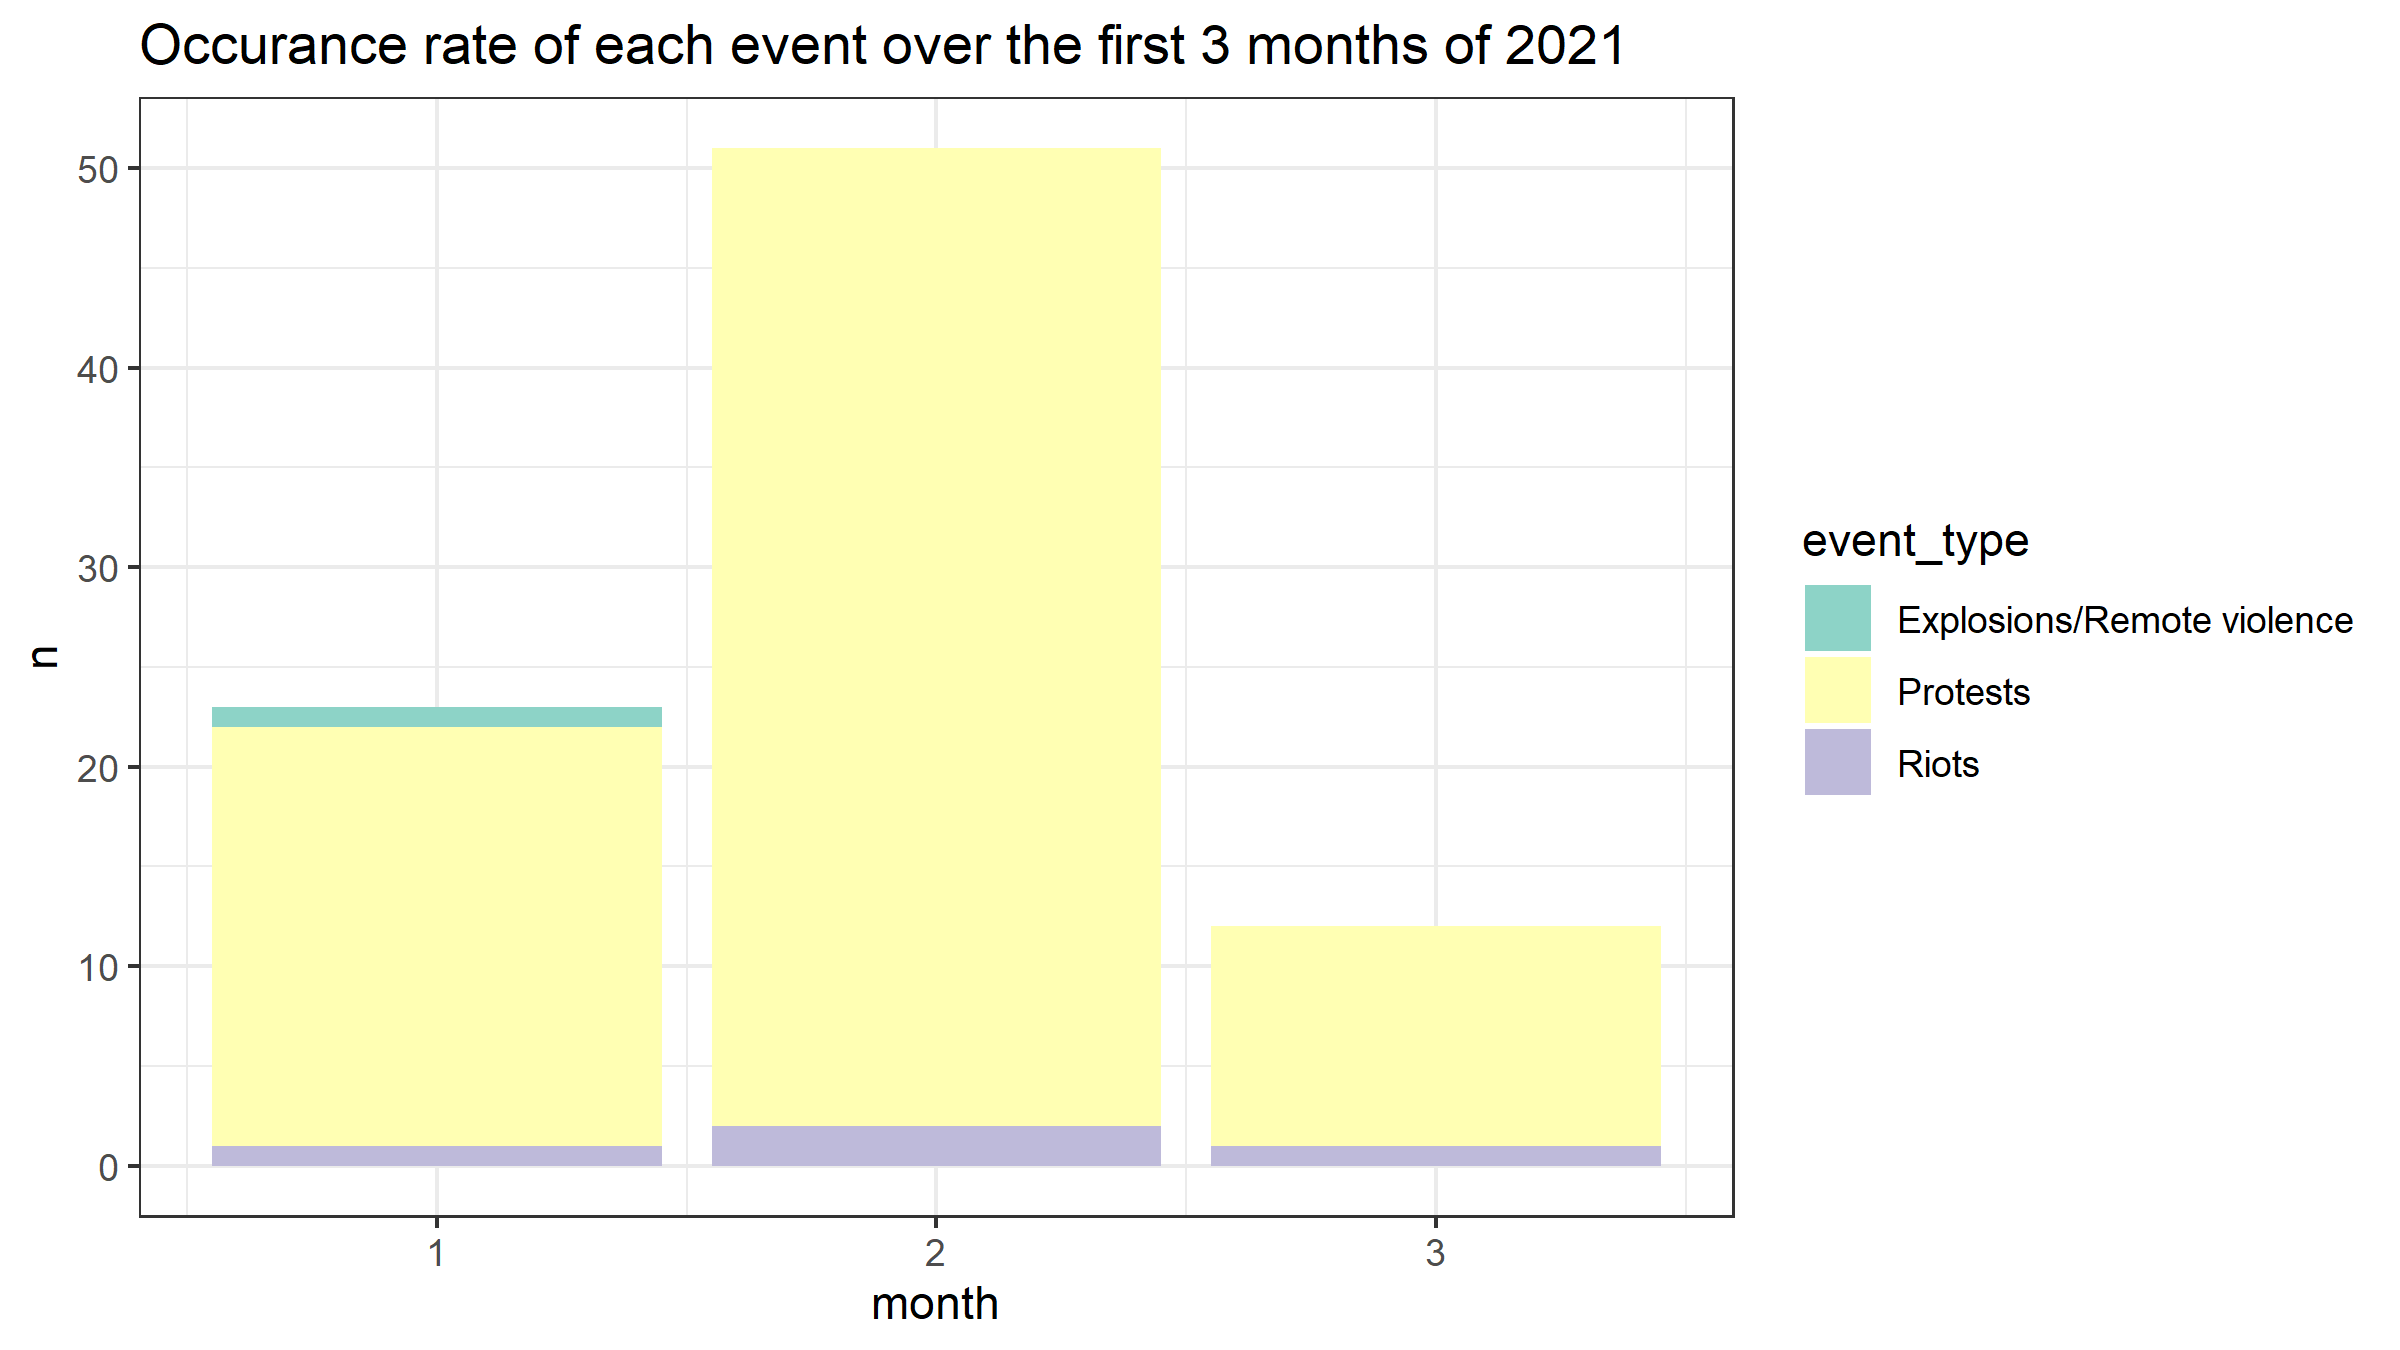 Occurance rate of each event over the first 3 months of 2021
50
40
30
20
10
0
n
1
2
3
month
event_type
Explosions/Remote violence
Protests
Riots